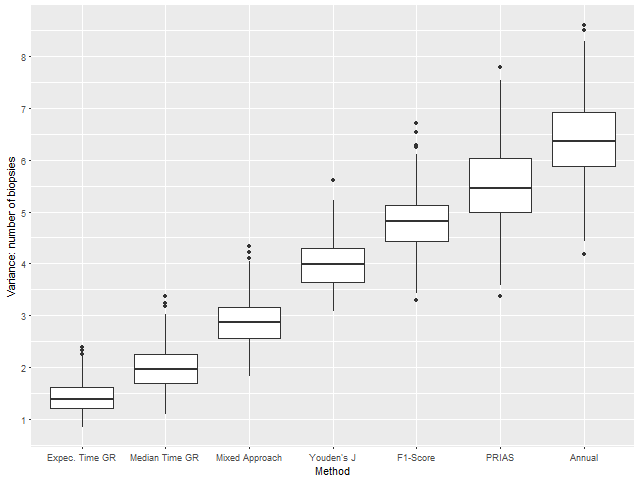 Variance: number of biopsies
8
7
6
5
4
3
2
1
Expec. Time GR Median Time GR Mixed Approach Youden's J F1-Score PRIAS Annual
Method